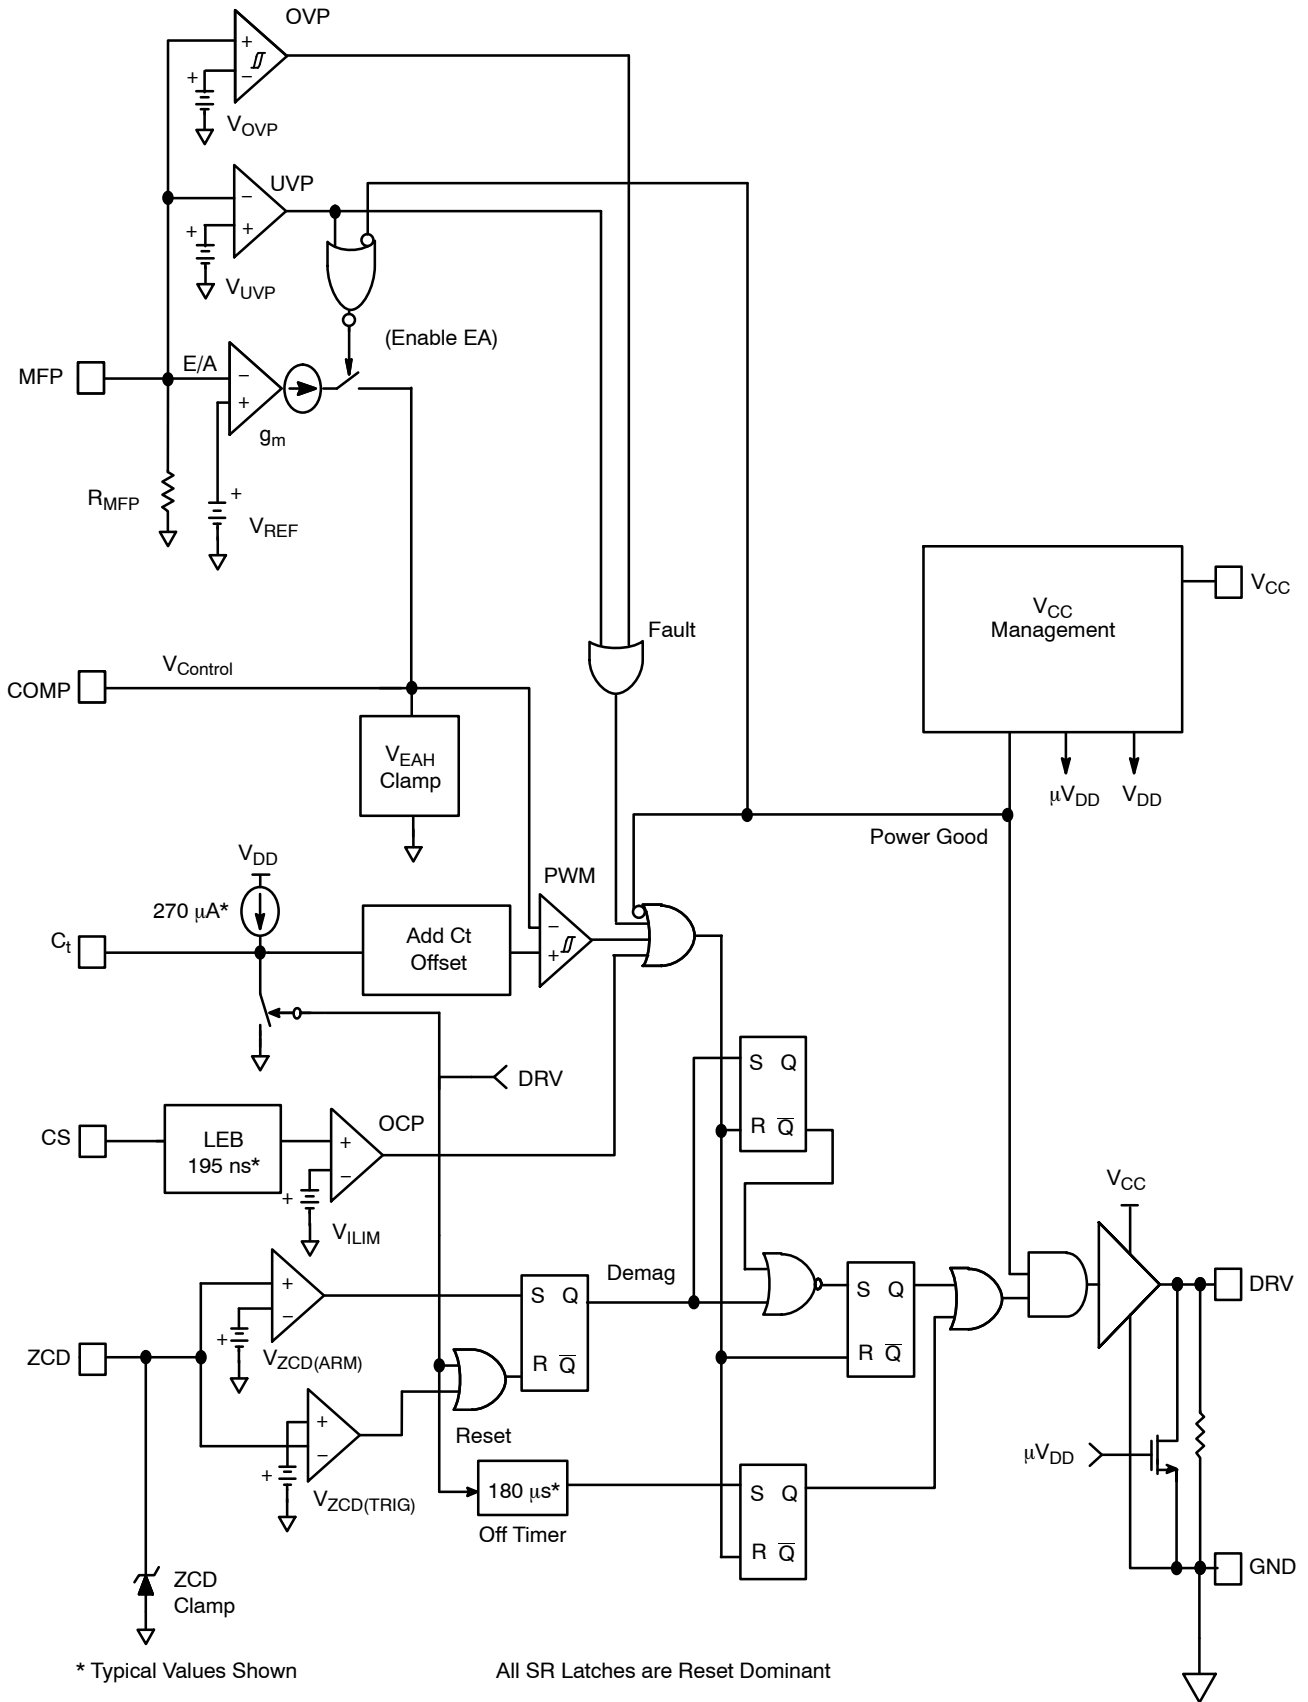 OVP
+
−
+
VOVP
UVP
−
+
+
VUVP
(Enable EA)
MFP
E/A
−
+
gm
RMFP
+
VREF
Fault
VCC
Management
VCC
COMP
VControl
VEAH
Clamp
μVDD
VDD
Power Good
VDD
270 μA*
PWM
Ct
Add Ct
Offset
−
+
DRV
S Q
R Q̅
CS
LEB
195 ns*
OCP
+
−
+
VILIM
VCC
Demag
+
−
+
VZCD(ARM)
S Q
R Q̅
S Q
R Q̅
DRV
ZCD
+
−
+
VZCD(TRIG)
Reset
180 μs*
Off Timer
S Q
R Q̅
μVDD
GND
ZCD
Clamp
* Typical Values Shown
All SR Latches are Reset Dominant